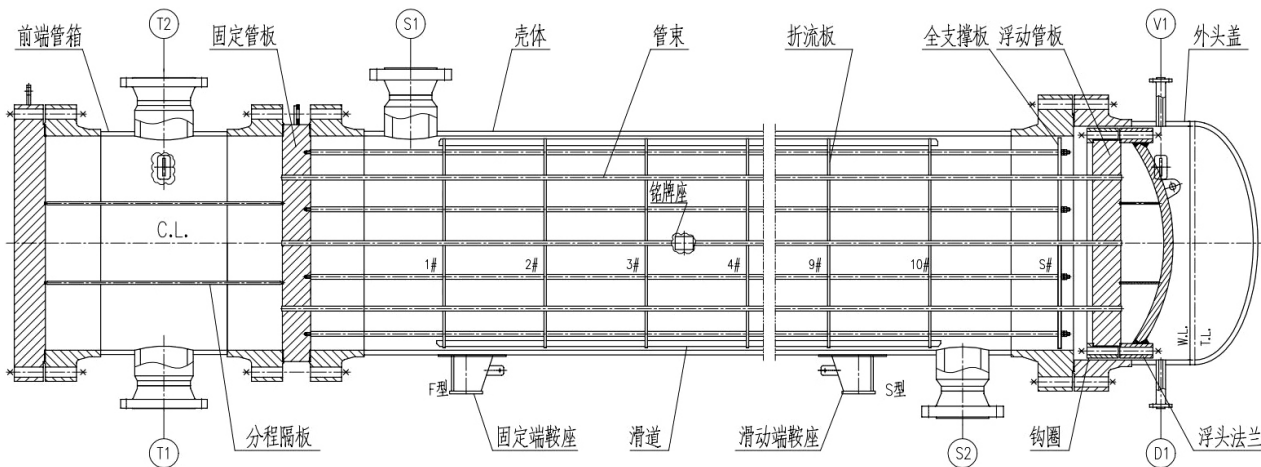 T2
S1
V1
前端管箱
固定管板
壳体
管束
折流板
全支撑板
浮动管板
外头盖
铭牌座
C.L.
1#
2#
3#
4#
9#
10#
S#
W.L.
T.L.
F型
S型
分程隔板
固定端鞍座
滑道
滑动端鞍座
钩圈
浮头法兰
T1
S2
D1